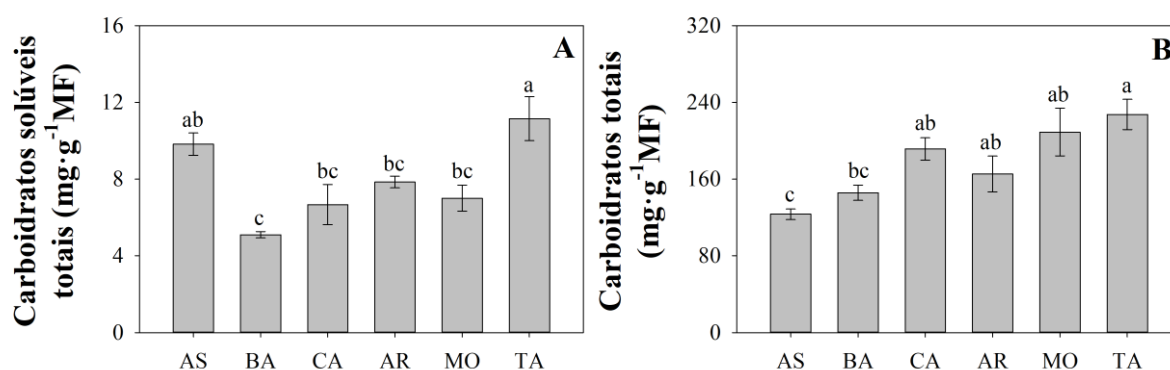 Carboidratos solúveis
totais (mg·g⁻¹MF)
16
12
8
4
0
A
ab
c
bc
bc
bc
a
AS BA CA AR MO TA
Carboidratos totais
(mg·g⁻¹MF)
320
240
160
80
0
B
c
bc
ab
ab
ab
a
AS BA CA AR MO TA